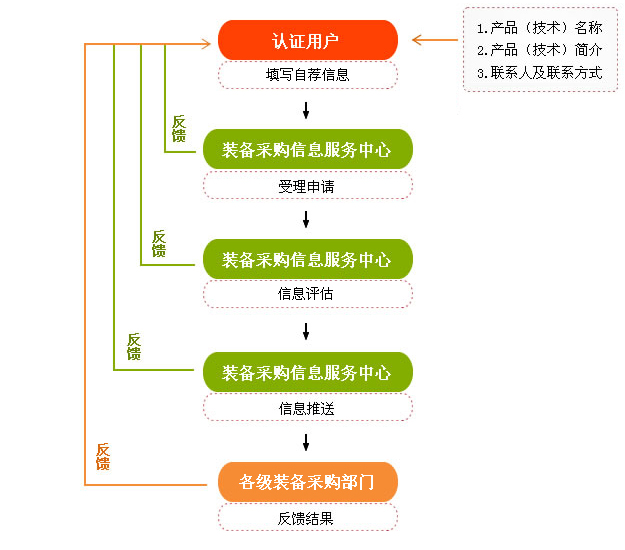 认证用户
填写自荐信息
1.产品（技术）名称
2.产品（技术）简介
3.联系人及联系方式
反馈
装备采购信息服务中心
受理申请
反馈
装备采购信息服务中心
信息评估
反馈
装备采购信息服务中心
信息推送
反馈
各级装备采购部门
反馈结果